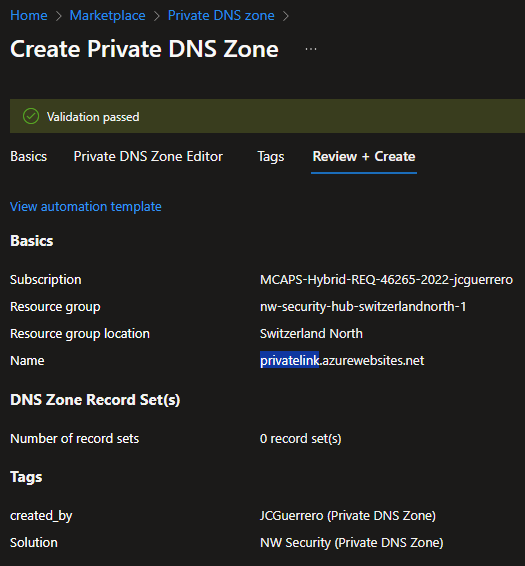 Home > Marketplace > Private DNS zone >
Create Private DNS Zone ...
Validation passed
Basics Private DNS Zone Editor Tags Review + Create
View automation template
Basics
Subscription MCAPS-Hybrid-REQ-46265-2022-jcguerrero
Resource group nw-security-hub-switzerlandnorth-1
Resource group location Switzerland North
Name privatelink.azurewebsites.net
DNS Zone Record Set(s)
Number of record sets 0 record set(s)
Tags
created_by JCGuerrero (Private DNS Zone)
Solution NW Security (Private DNS Zone)